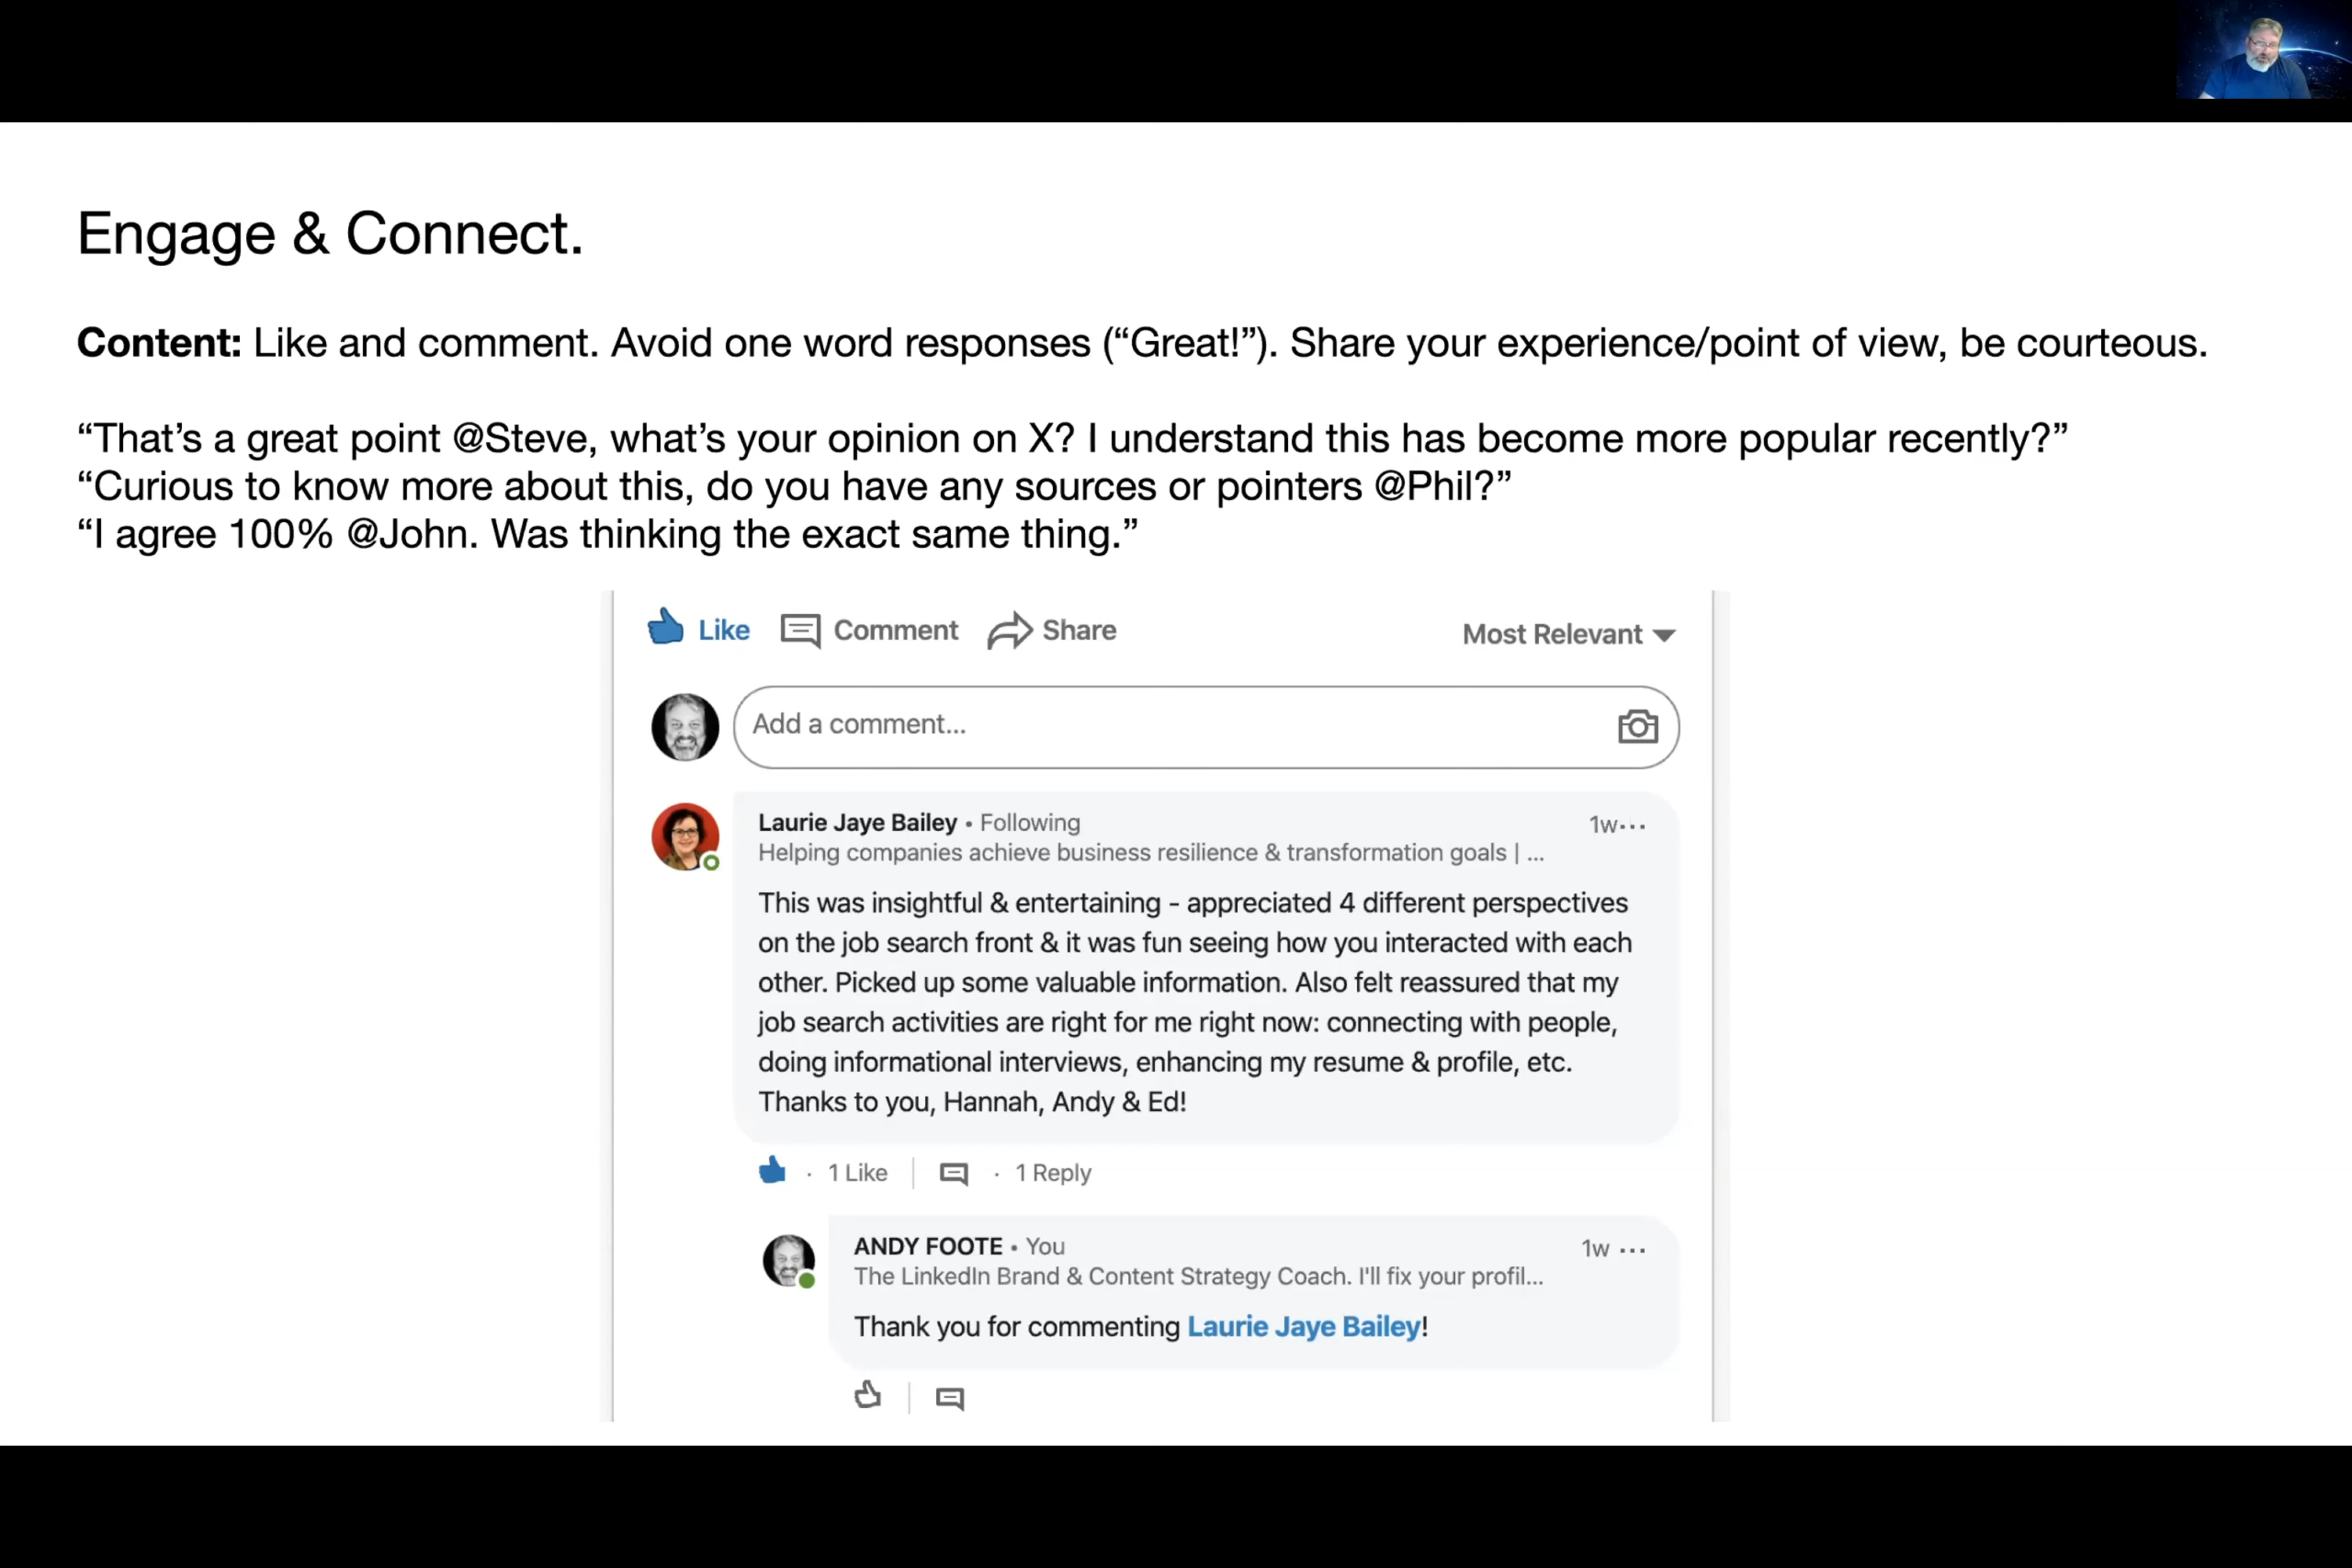 Engage & Connect.
Content: Like and comment. Avoid one word responses (“Great!”). Share your experience/point of view, be courteous.
“That’s a great point @Steve, what’s your opinion on X? I understand this has become more popular recently?”
“Curious to know more about this, do you have any sources or pointers @Phil?”
“I agree 100% @John. Was thinking the exact same thing.”
Like Comment Share Most Relevant
Add a comment...
Laurie Jaye Bailey • Following 1w...
Helping companies achieve business resilience & transformation goals | ...
This was insightful & entertaining - appreciated 4 different perspectives
on the job search front & it was fun seeing how you interacted with each
other. Picked up some valuable information. Also felt reassured that my
job search activities are right for me right now: connecting with people,
doing informational interviews, enhancing my resume & profile, etc.
Thanks to you, Hannah, Andy & Ed!
· 1 Like · 1 Reply
ANDY FOOTE • You 1w ...
The LinkedIn Brand & Content Strategy Coach. I'll fix your profil...
Thank you for commenting Laurie Jaye Bailey!